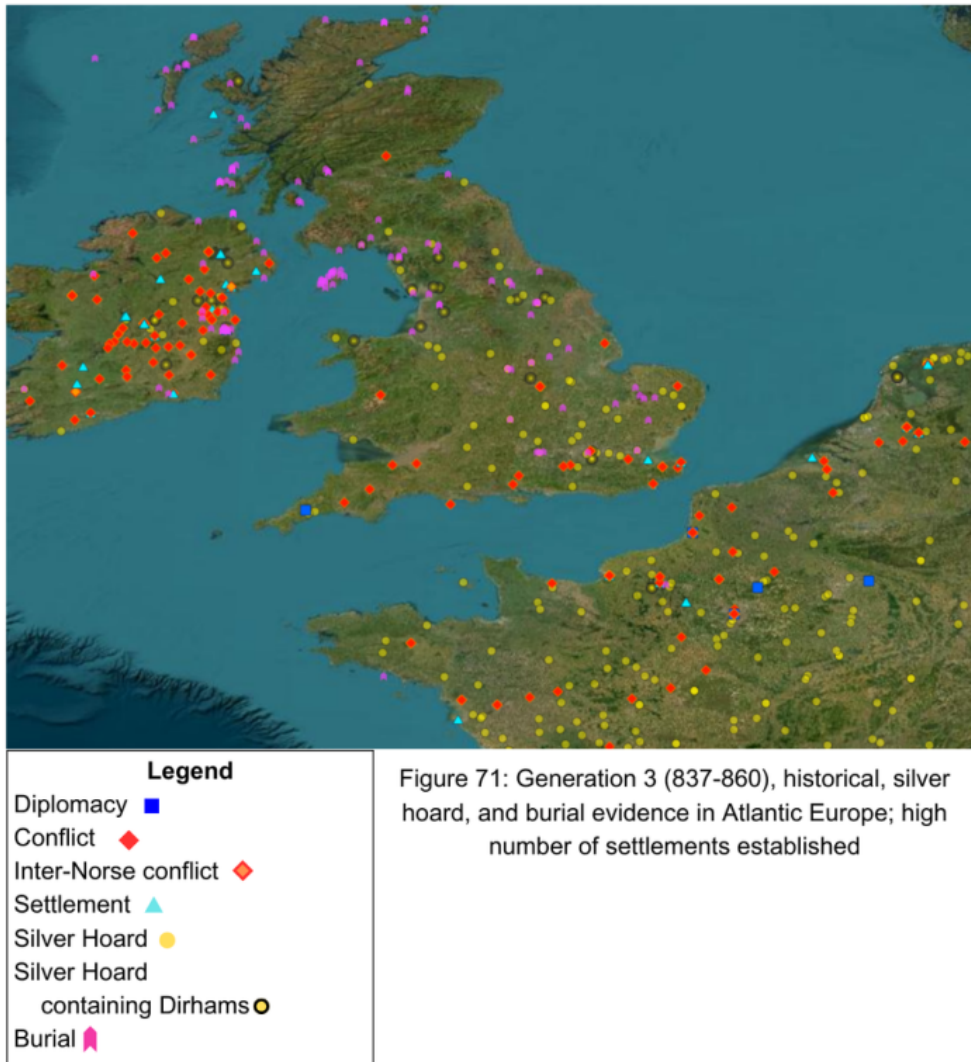 Legend
Diplomacy
Conflict
Inter-Norse conflict
Settlement
Silver Hoard
Silver Hoard
containing Dirhams
Burial
Figure 71: Generation 3 (837-860), historical, silver
hoard, and burial evidence in Atlantic Europe; high
number of settlements established